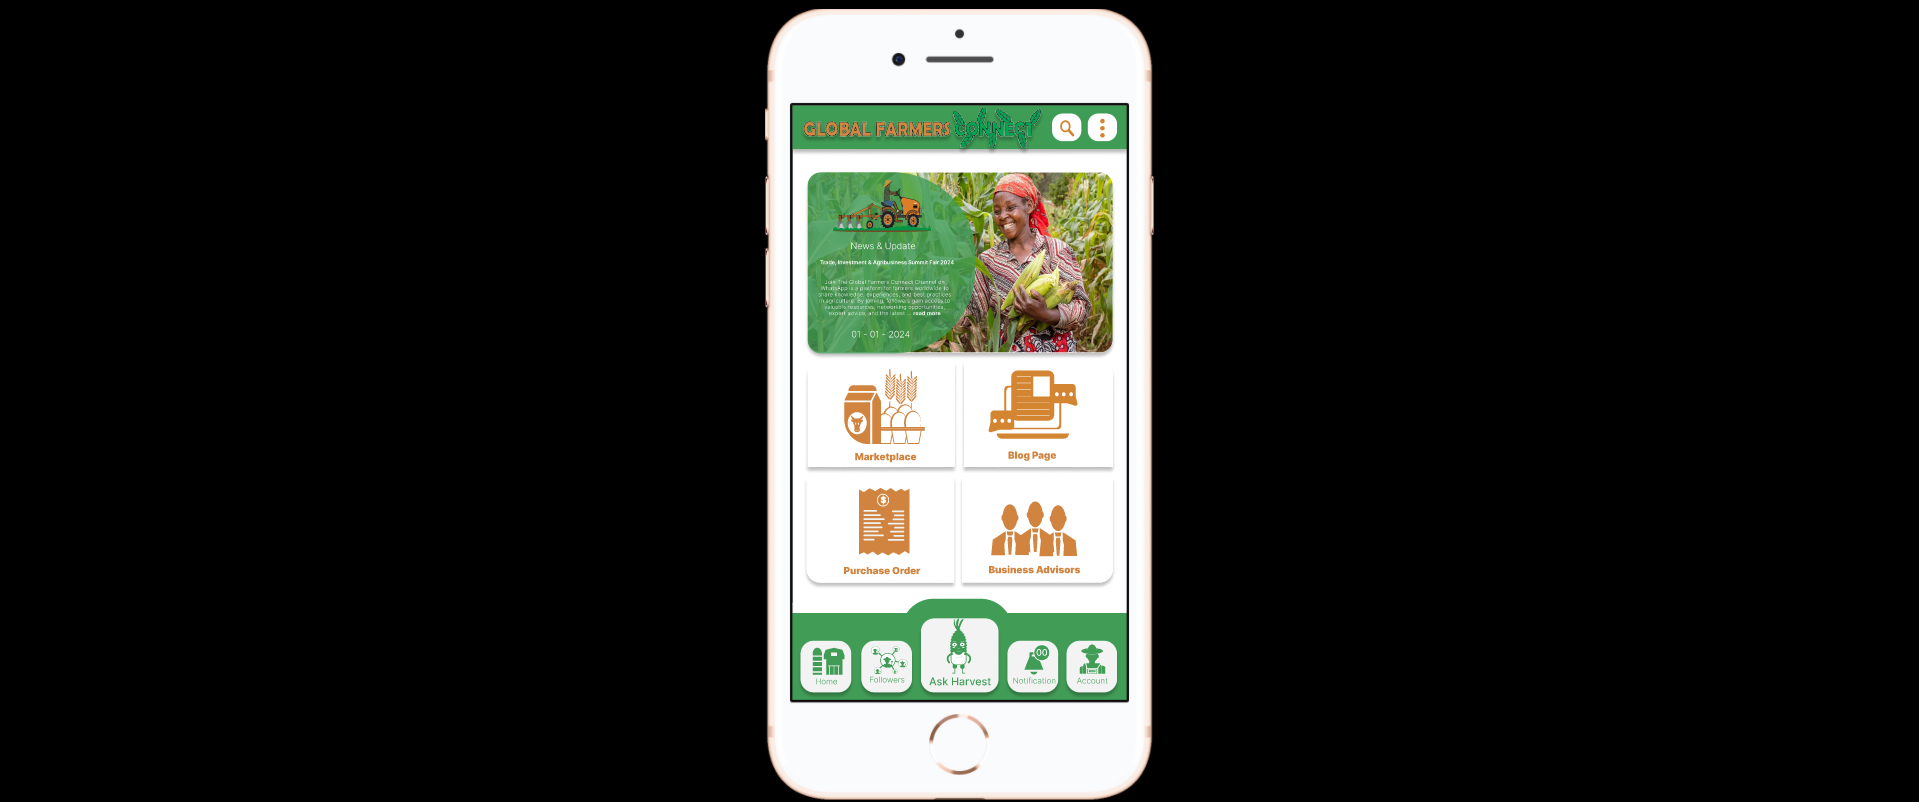 GLOBAL FARMERS CONNECT
News & Update
Trade, Investment & Agribusiness Summit Fair 2024
Join The Global Farmers Connect Channel on
WhatsApp is a platform for farmers worldwide to
share knowledge, experiences, and best practices
in agriculture. By joining, followers gain access to
valuable resources, networking opportunities,
expert advice, and the latest ... read more
01 - 01 - 2024
Marketplace
Blog Page
$
Purchase Order
Business Advisors
Home
Followers
Ask Harvest
00
Notification
Account